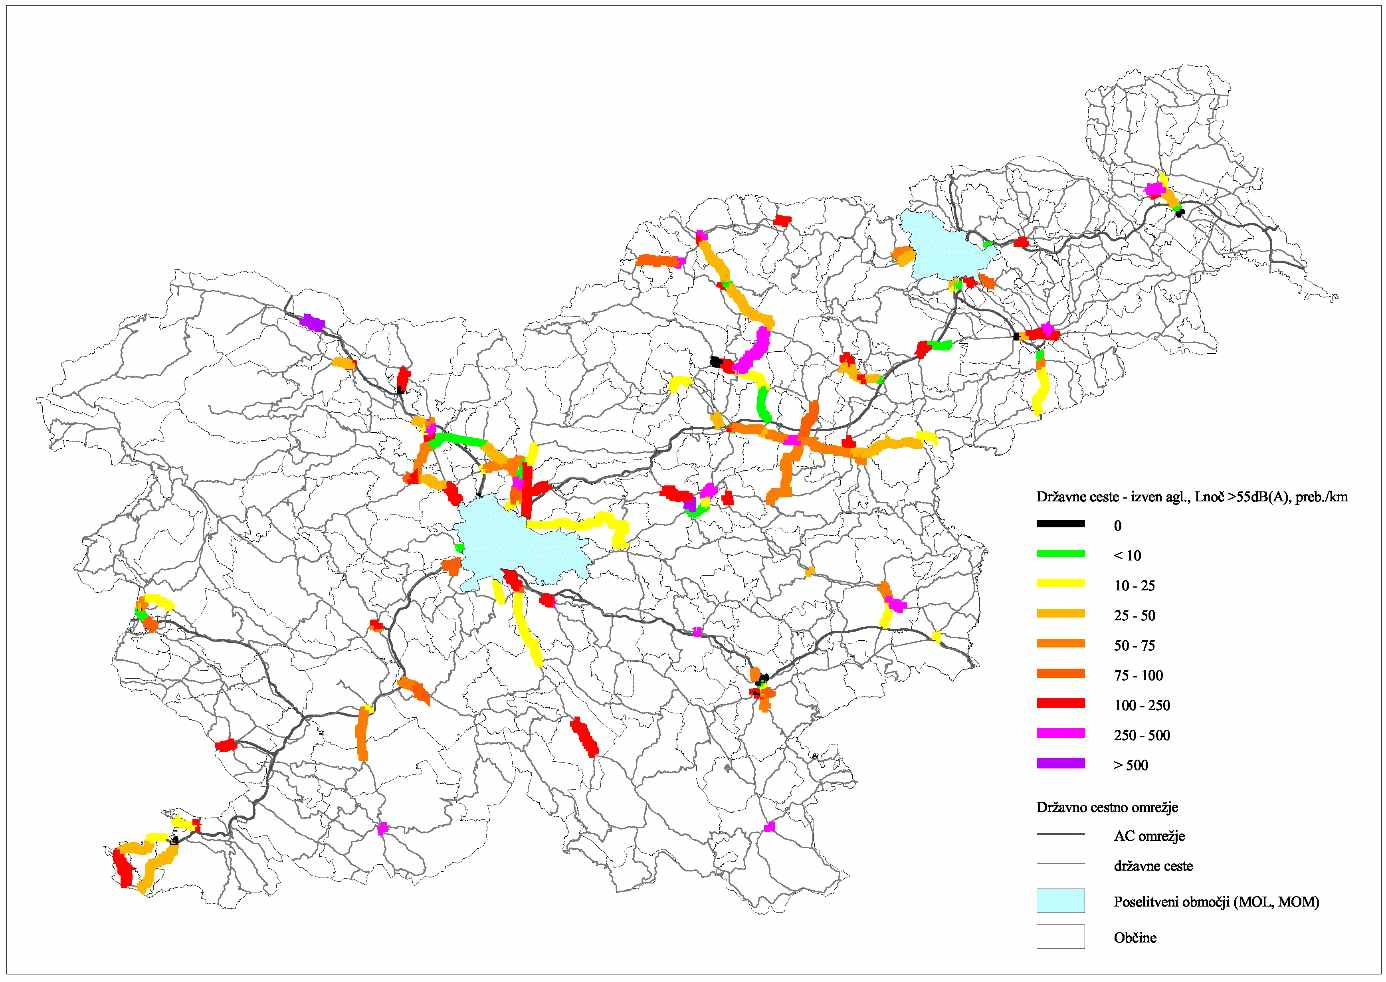 Državne ceste - izven agl., Lnoč >55dB(A), preb./km
0
< 10
10 - 25
25 - 50
50 - 75
75 - 100
100 - 250
250 - 500
> 500
Državno cestno omrežje
AC omrežje
državne ceste
Poselitveni območji (MOL, MOM)
Občine